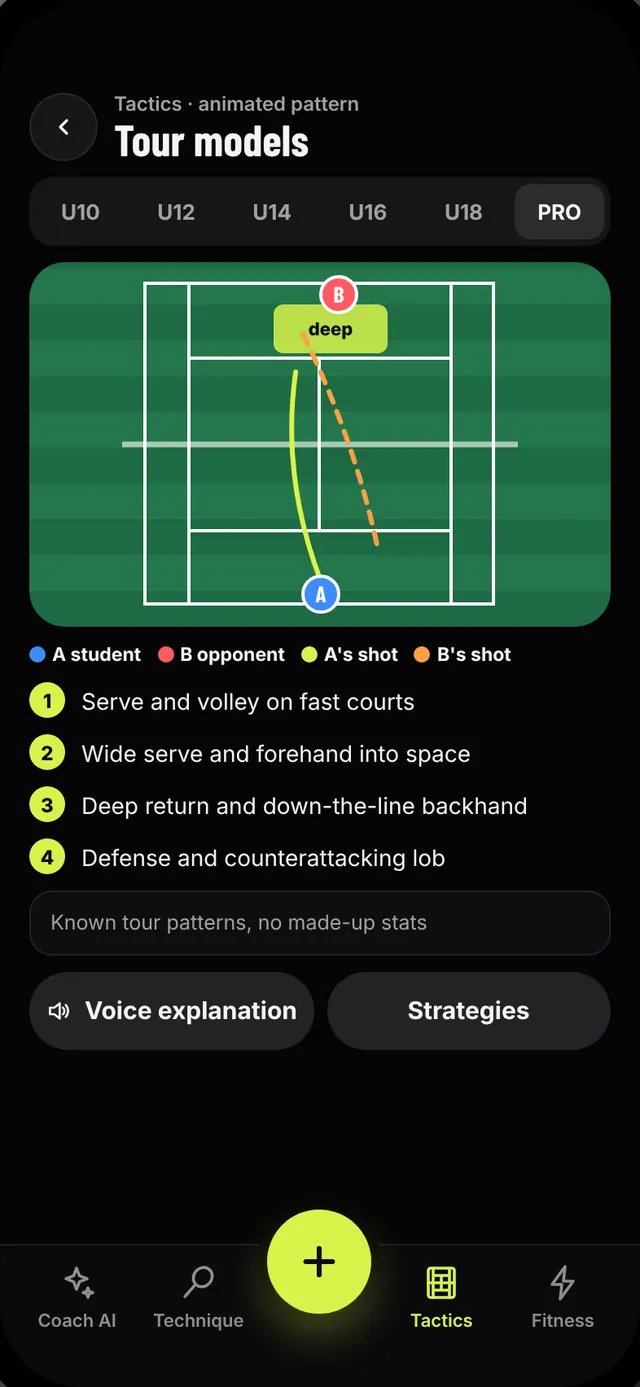 Tactics · animated pattern
Tour models
U10 U12 U14 U16 U18 PRO
B
deep
A
A student B opponent A's shot B's shot
1 Serve and volley on fast courts
2 Wide serve and forehand into space
3 Deep return and down-the-line backhand
4 Defense and counterattacking lob
Known tour patterns, no made-up stats
Voice explanation Strategies
Coach AI Technique Tactics Fitness